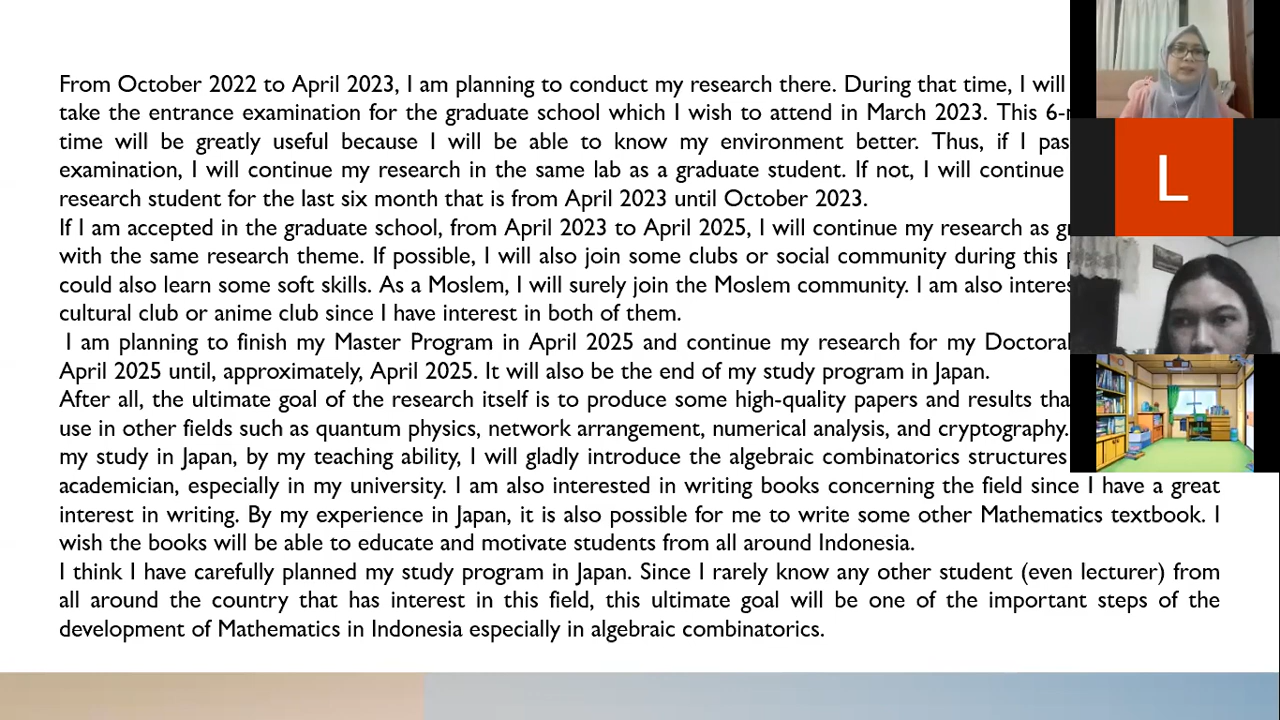 From October 2022 to April 2023, I am planning to conduct my research there. During that time, I will
take the entrance examination for the graduate school which I wish to attend in March 2023. This
time will be greatly useful because I will be able to know my environment better. Thus, if I
examination, I will continue my research in the same lab as a graduate student. If not, I will continue
research student for the last six month that is from April 2023 until October 2023.
If I am accepted in the graduate school, from April 2023 to April 2025, I will continue my research as
with the same research theme. If possible, I will also join some clubs or social community during this
could also learn some soft skills. As a Moslem, I will surely join the Moslem community. I am also
cultural club or anime club since I have interest in both of them.
I am planning to finish my Master Program in April 2025 and continue my research for my Doctoral
April 2025 until, approximately, April 2025. It will also be the end of my study program in Japan.
After all, the ultimate goal of the research itself is to produce some high-quality papers and results
use in other fields such as quantum physics, network arrangement, numerical analysis, and cryptography.
my study in Japan, by my teaching ability, I will gladly introduce the algebraic combinatorics structures
academician, especially in my university. I am also interested in writing books concerning the field since I have a great
interest in writing. By my experience in Japan, it is also possible for me to write some other Mathematics textbook. I
wish the books will be able to educate and motivate students from all around Indonesia.
I think I have carefully planned my study program in Japan. Since I rarely know any other student (even lecturer) from
all around the country that has interest in this field, this ultimate goal will be one of the important steps of the
development of Mathematics in Indonesia especially in algebraic combinatorics.
L